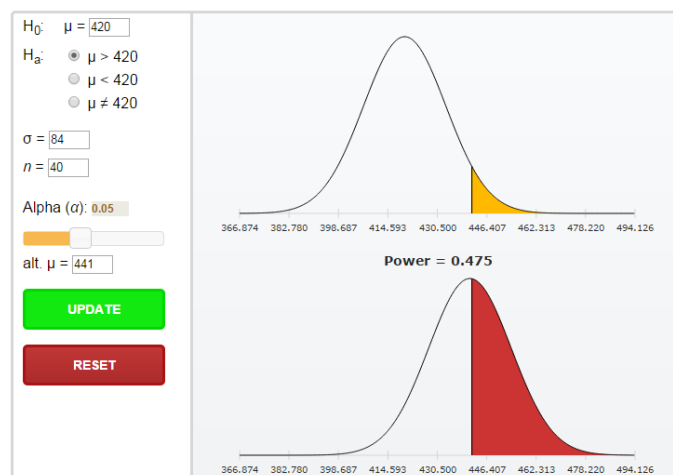 H0: μ = 420
Ha: μ > 420
μ < 420
μ ≠ 420
σ = 84
n = 40
Alpha (α): 0.05
alt. μ = 441
UPDATE
RESET
366.874 382.780 398.687 414.593 430.500 446.407 462.313 478.220 494.126
Power = 0.475
366.874 382.780 398.687 414.593 430.500 446.407 462.313 478.220 494.126